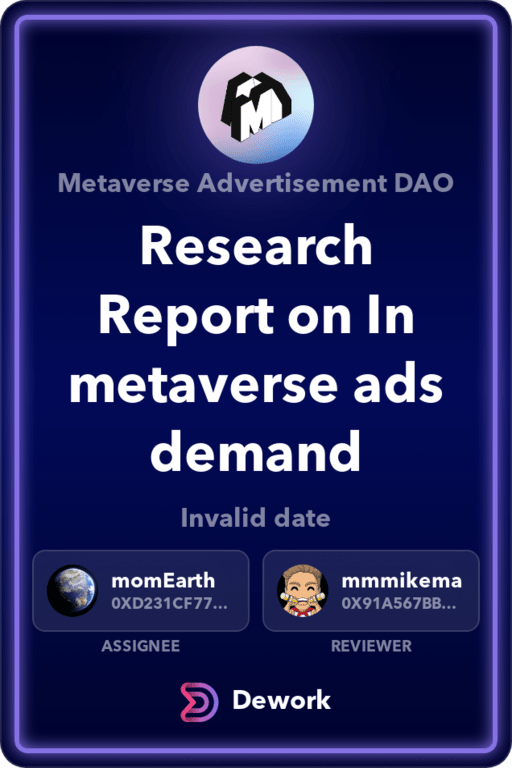 M
Metaverse Advertisement DAO
Research
Report on In
metaverse ads
demand
Invalid date
momEarth
0XD231CF77...
mmmikema
0X91A567BB...
ASSIGNEE
REVIEWER
Dework